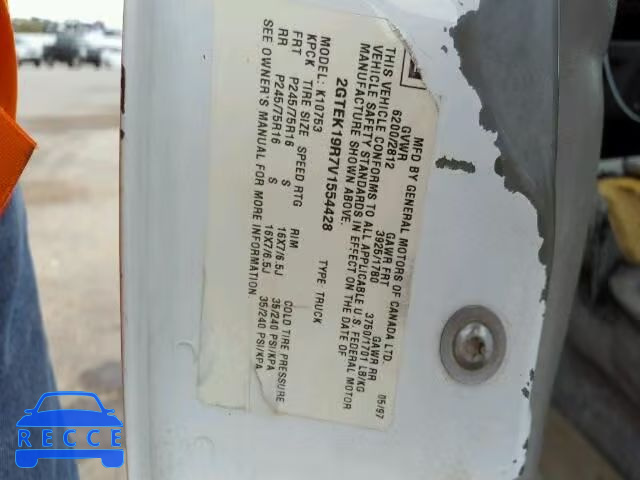 MFD BY GENERAL MOTORS OF CANADA LTD.
05/97
GVWR GAWR FRT GAWR RR
6200/2812 3925/1780 3750/1701 LB/KG
THIS VEHICLE CONFORMS TO ALL APPLICABLE U.S. FEDERAL MOTOR
VEHICLE SAFETY STANDARDS IN EFFECT ON THE DATE OF
MANUFACTURE SHOWN ABOVE.
2GTEK19R7V1554428 TYPE TRUCK
MODEL: K10753
KPCK TIRE SIZE SPEED RTG RIM COLD TIRE PRESSURE
FRT P245/75R16 S 16X7/6.5J 35/240 PSI/KPA
RR P245/75R16 S 16X7/6.5J 35/240 PSI/KPA
SEE OWNER'S MANUAL FOR MORE INFORMATION.
RECCE